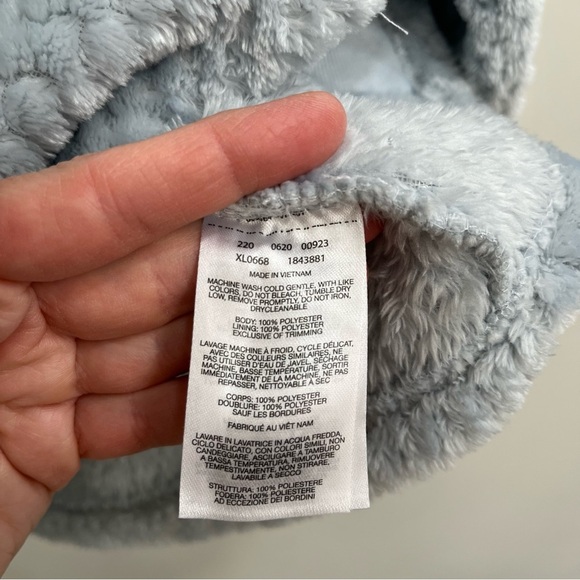 220 0620 00923
XL0668 1843881
MADE IN VIETNAM
MACHINE WASH COLD GENTLE, WITH LIKE
COLORS, DO NOT BLEACH, TUMBLE DRY
LOW, REMOVE PROMPTLY, DO NOT IRON,
DRYCLEANABLE
BODY: 100% POLYESTER
LINING: 100% POLYESTER
EXCLUSIVE OF TRIMMING
LAVAGE MACHINE À FROID, CYCLE DÉLICAT,
AVEC DES COULEURS SIMILAIRES, NE
PAS UTILISER D'EAU DE JAVEL, SÉCHAGE
MACHINE, BASSE TEMPÉRATURE, SORTIR
IMMÉDIATEMENT DE LA MACHINE, NE PAS
REPASSER, NETTOYABLE À SEC
CORPS: 100% POLYESTER
DOUBLURE: 100% POLYESTER
SAUF LES BORDURES
FABRIQUÉ AU VIÊT NAM
LAVARE IN LAVATRICE IN ACQUA FREDDA,
CICLO DELICATO, CON COLORI SIMILI, NON
CANDEGGIARE, ASCIUGARE A TAMBURO
A BASSA TEMPERATURA, RIMUOVERE
TEMPESTIVAMENTE, NON STIRARE,
LAVABILE A SECCO
STRUTTURA: 100% POLIESTERE
FODERA: 100% POLIESTERE
AD ECCEZIONE DEI BORDINI